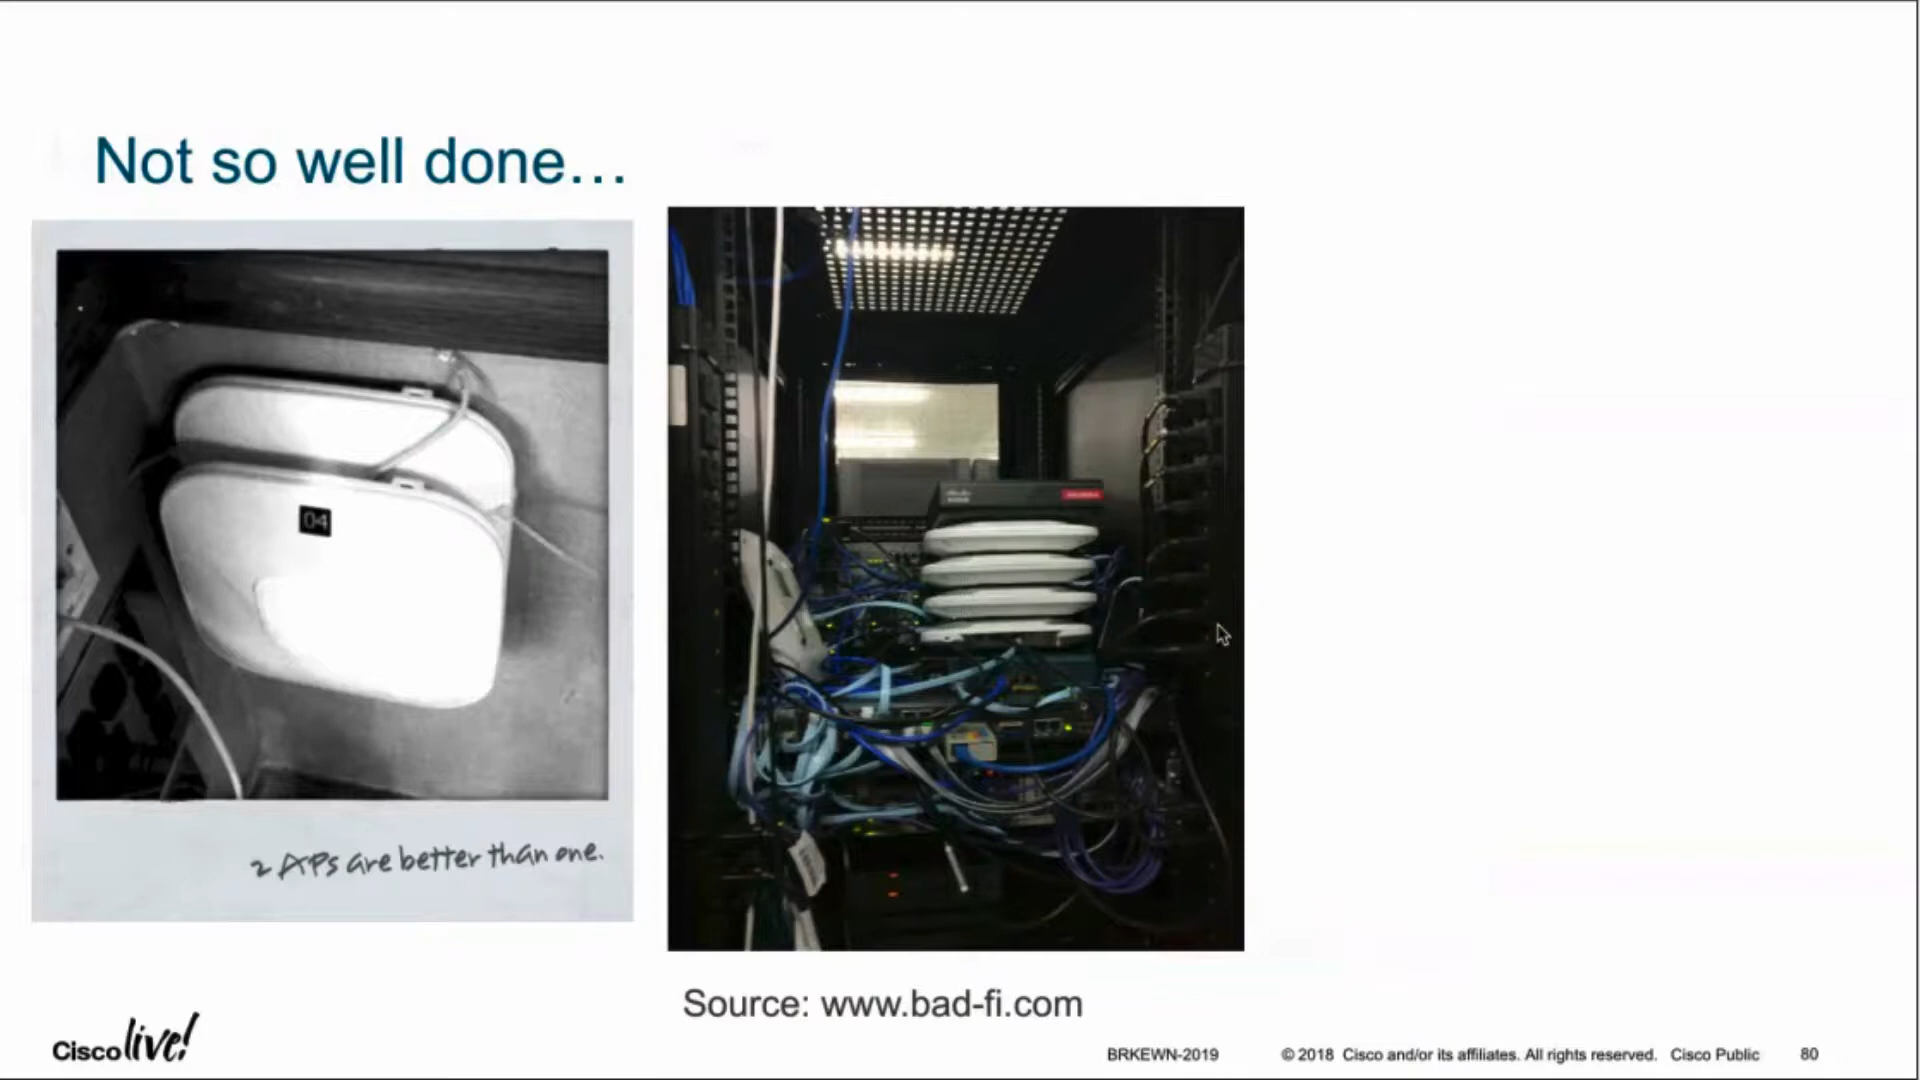 Not so well done…
04
2 APs are better than one.
Source: www.bad-fi.com
Cisco live!
BRKEWN-2019 © 2018 Cisco and/or its affiliates. All rights reserved. Cisco Public 80